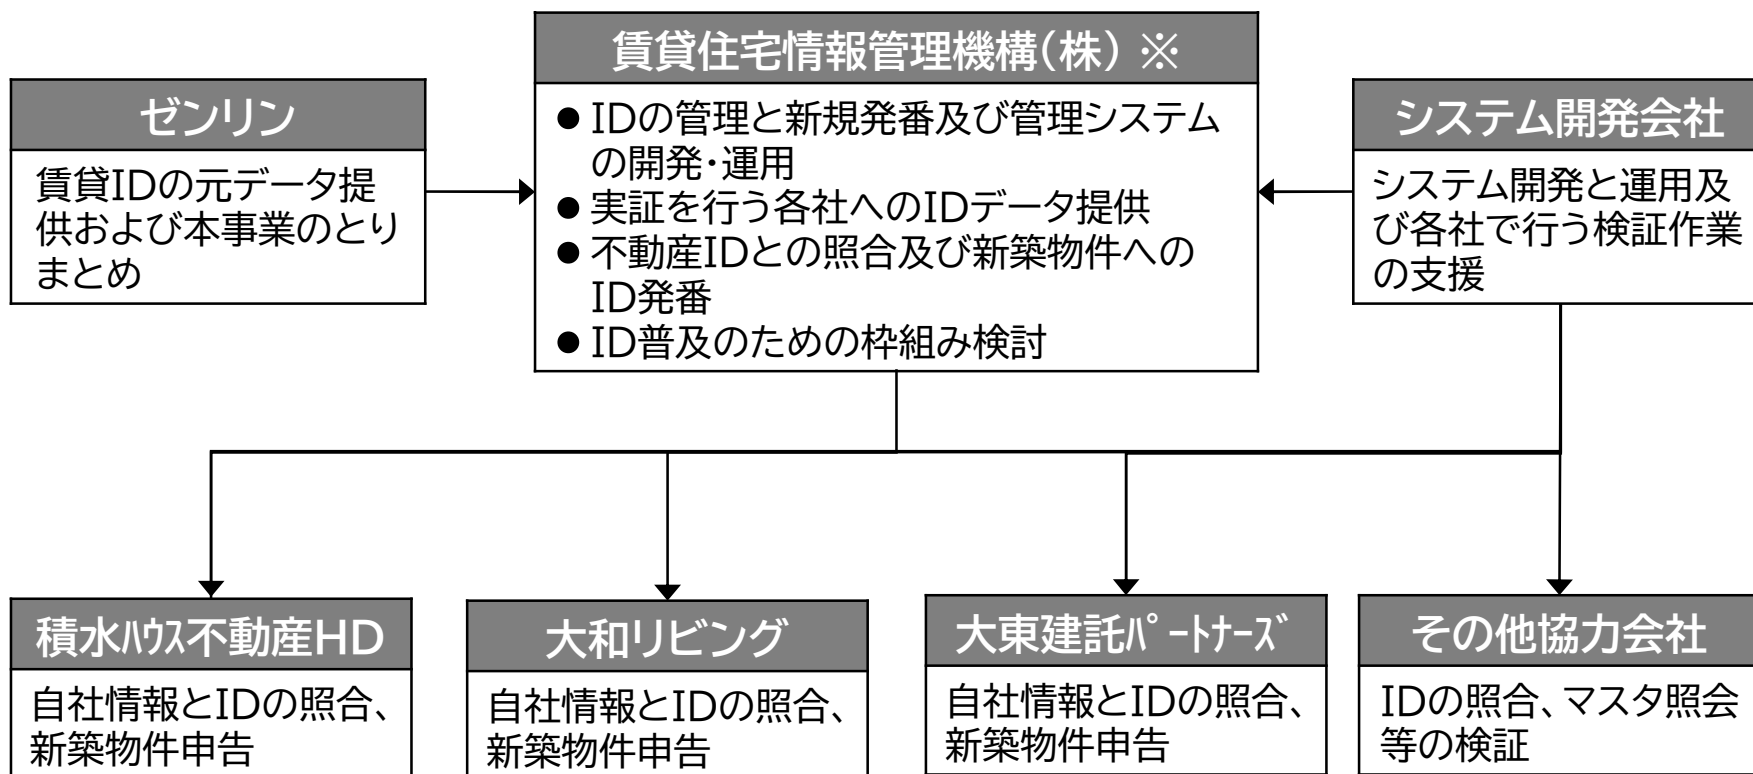 賃貸住宅情報管理機構(株)※
● IDの管理と新規発番及び管理システム
の開発・運用
● 実証を行う各社へのIDデータ提供
● 不動産IDとの照合及び新築物件への
ID発番
● ID普及のための枠組み検討
ゼンリン
賃貸IDの元データ提
供および本事業のとり
まとめ
システム開発会社
システム開発と運用及
び各社で行う検証作業
の支援
積水ﾊｳｽ不動産HD
自社情報とIDの照合、
新築物件申告
大和リビング
自社情報とIDの照合、
新築物件申告
大東建託ﾊﾟｰﾄﾅｰｽﾞ
自社情報とIDの照合、
新築物件申告
その他協力会社
IDの照合、マスタ照会
等の検証